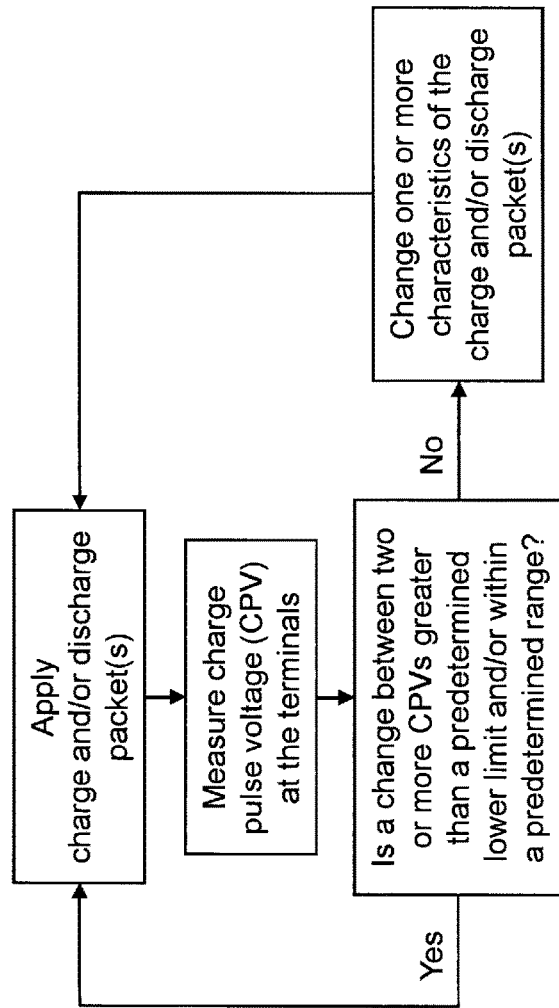 Apply
charge and/or discharge
packet(s)
Measure charge
pulse voltage (CPV)
at the terminals
Is a change between two
or more CPVs greater
than a predetermined
lower limit and/or within
a predetermined range?
Yes
No
Change one or more
characteristics of the
charge and/or discharge
packet(s)